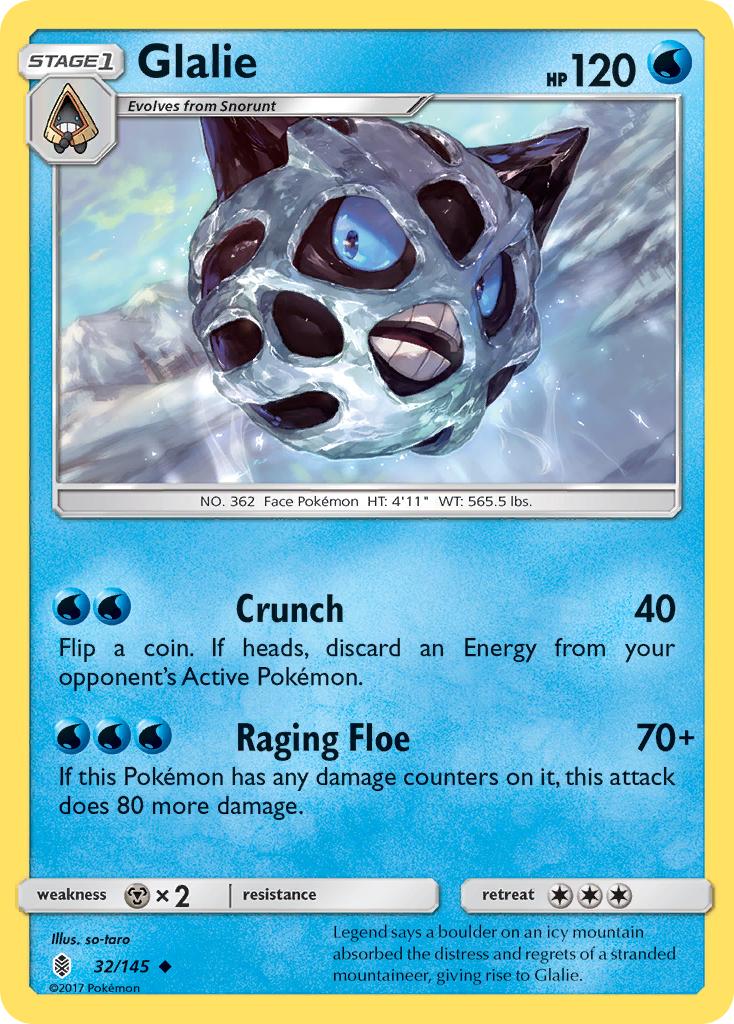 STAGE 1 Glalie HP 120
Evolves from Snorunt
NO. 362 Face Pokémon HT: 4'11" WT: 565.5 lbs.
Crunch 40
Flip a coin. If heads, discard an Energy from your
opponent's Active Pokémon.
Raging Floe 70+
If this Pokémon has any damage counters on it, this attack
does 80 more damage.
weakness ×2 resistance retreat
Illus. so-taro
32/145
©2017 Pokémon
Legend says a boulder on an icy mountain
absorbed the distress and regrets of a stranded
mountaineer, giving rise to Glalie.